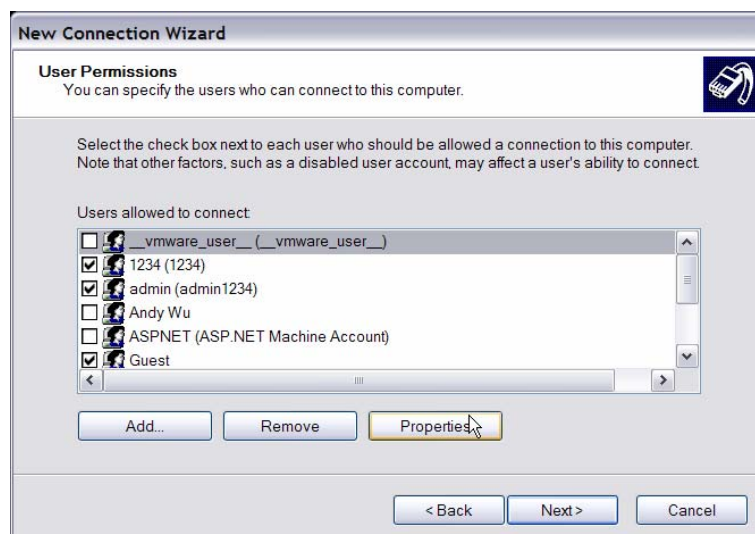 New Connection Wizard
User Permissions
You can specify the users who can connect to this computer.
Select the check box next to each user who should be allowed a connection to this computer.
Note that other factors, such as a disabled user account, may affect a user's ability to connect.
Users allowed to connect:
__vmware_user__ (__vmware_user__)
1234 (1234)
admin (admin1234)
Andy Wu
ASPNET (ASP.NET Machine Account)
Guest
Add... Remove Properties
< Back Next > Cancel